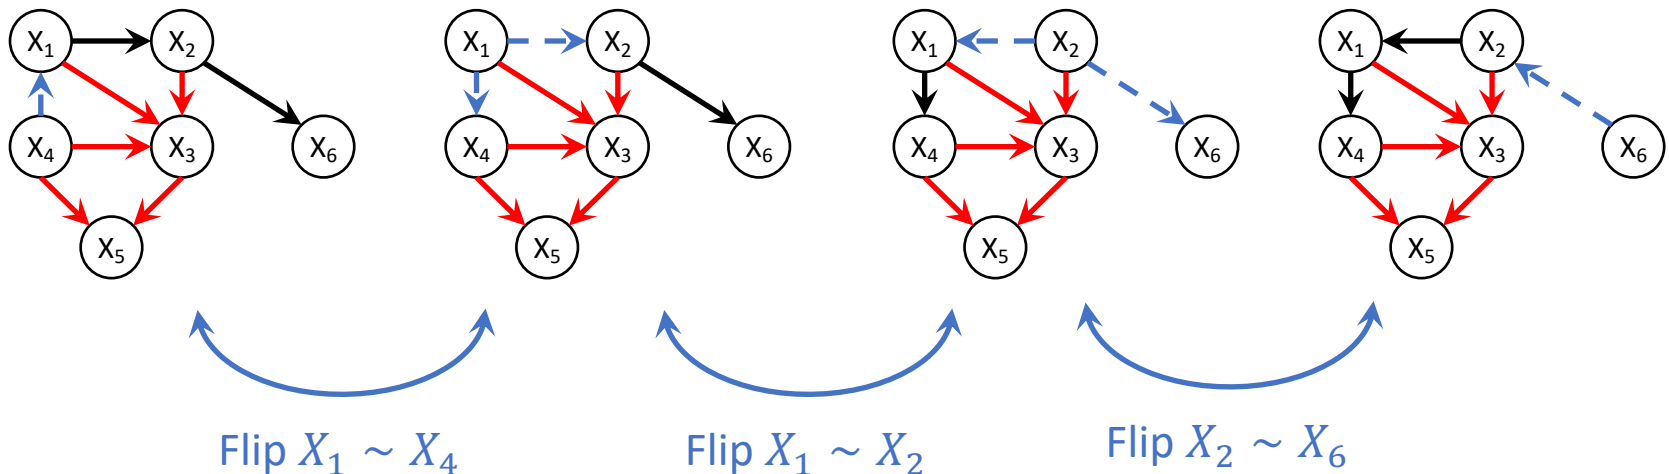 X₁ X₂ X₁ X₂ X₁ X₂ X₁ X₂
X₄ X₃ X₆ X₄ X₃ X₆ X₄ X₃ X₆ X₄ X₃ X₆
X₅ X₅ X₅ X₅
Flip X₁ ~ X₄ Flip X₁ ~ X₂ Flip X₂ ~ X₆